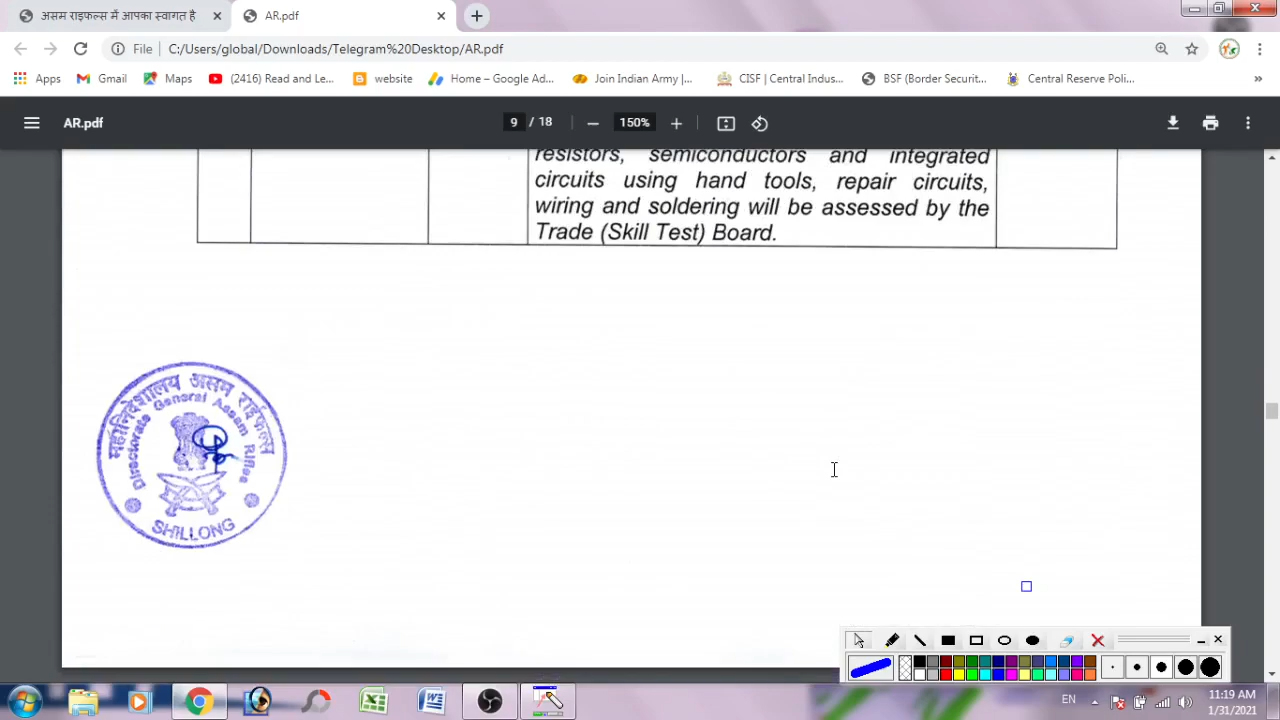 असम राइफल्स में आपका स्वागत है
AR.pdf
File
C:/Users/global/Downloads/Telegram%20Desktop/AR.pdf
Apps
Gmail
Maps
(2416) Read and Le...
website
Home – Google Ad...
Join Indian Army |...
CISF | Central Indus...
BSF (Border Securit...
Central Reserve Poli...
»
AR.pdf
9 / 18
150%
resistors, semiconductors and integrated
circuits using hand tools, repair circuits,
wiring and soldering will be assessed by the
Trade (Skill Test) Board.
महानिदेशालय असम राईफल्स
Directorate General Assam Rifles
SHILLONG
EN
11:19 AM
1/31/2021